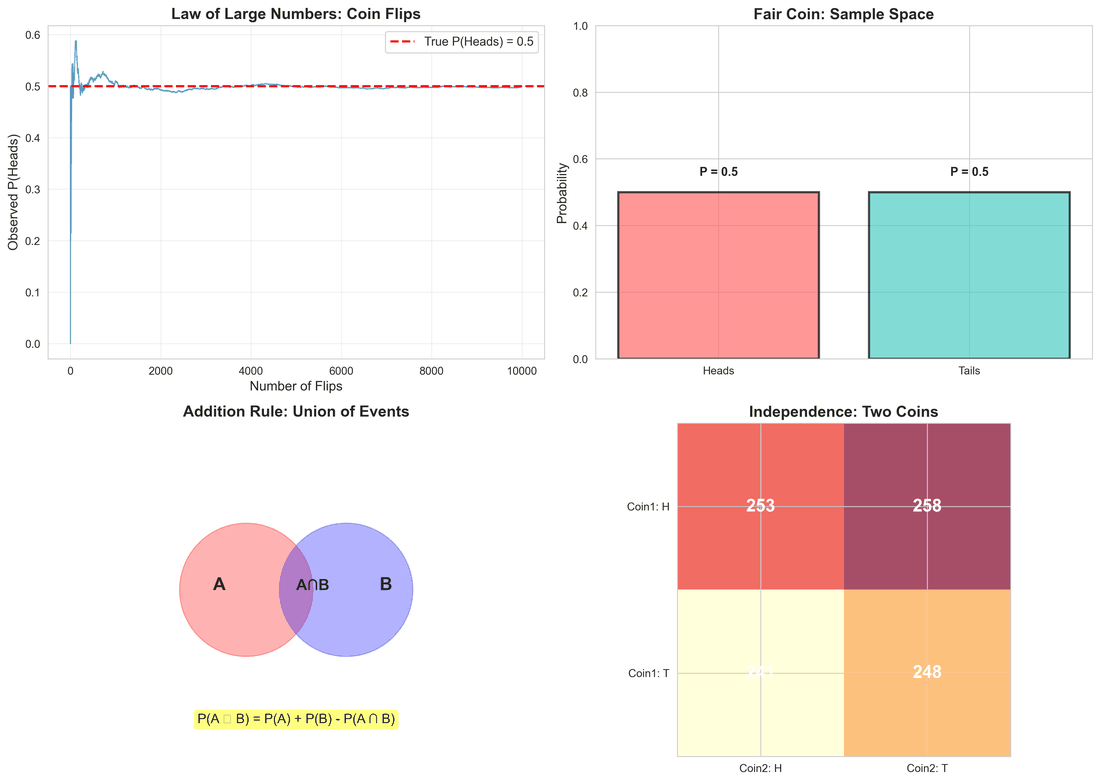 Law of Large Numbers: Coin Flips
True P(Heads) = 0.5
Observed P(Heads)
0.6
0.5
0.4
0.3
0.2
0.1
0.0
0 2000 4000 6000 8000 10000
Number of Flips
Fair Coin: Sample Space
Probability
1.0
0.8
0.6
0.4
0.2
0.0
P = 0.5 P = 0.5
Heads Tails
Addition Rule: Union of Events
A A∩B B
P(A □ B) = P(A) + P(B) - P(A ∩ B)
Independence: Two Coins
Coin1: H 253 258
Coin1: T 248
Coin2: H Coin2: T